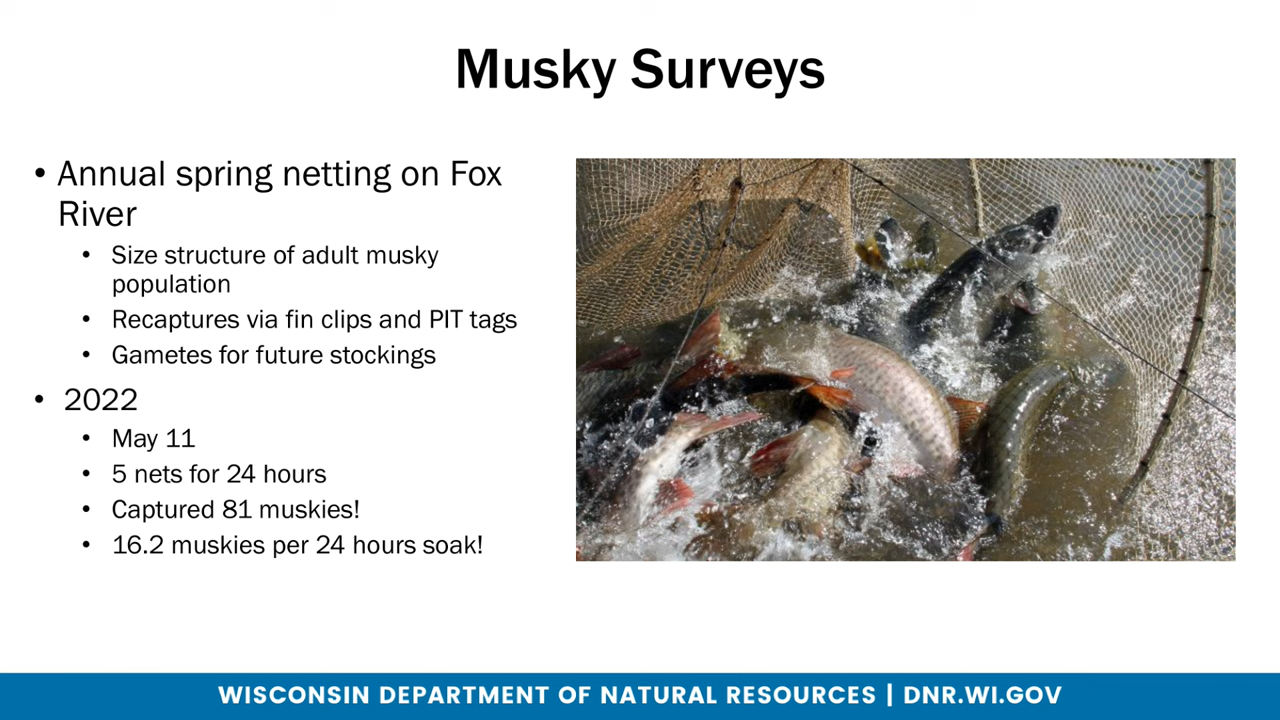 Musky Surveys
• Annual spring netting on Fox
River
• Size structure of adult musky
population
• Recaptures via fin clips and PIT tags
• Gametes for future stockings
• 2022
• May 11
• 5 nets for 24 hours
• Captured 81 muskies!
• 16.2 muskies per 24 hours soak!
WISCONSIN DEPARTMENT OF NATURAL RESOURCES | DNR.WI.GOV